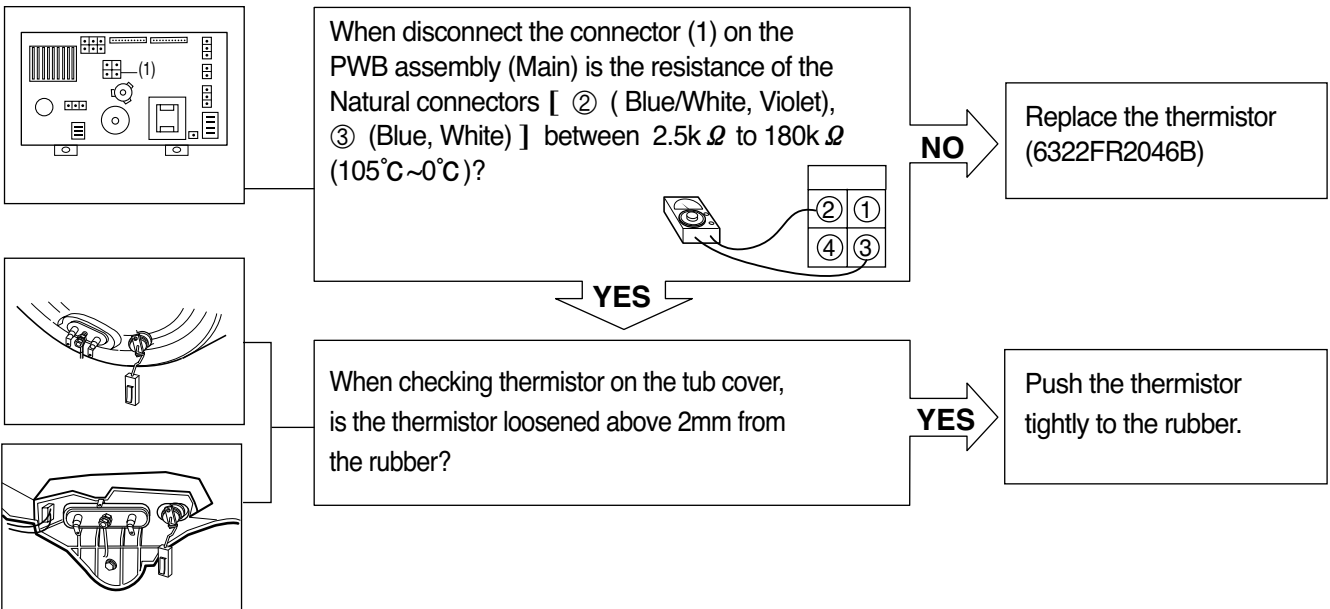 (1)
When disconnect the connector (1) on the
PWB assembly (Main) is the resistance of the
Natural connectors [ ② ( Blue/White, Violet),
③ (Blue, White) ] between 2.5k Ω to 180k Ω
(105℃~0℃)?
② ①
④ ③
NO
Replace the thermistor
(6322FR2046B)
YES
When checking thermistor on the tub cover,
is the thermistor loosened above 2mm from
the rubber?
YES
Push the thermistor
tightly to the rubber.